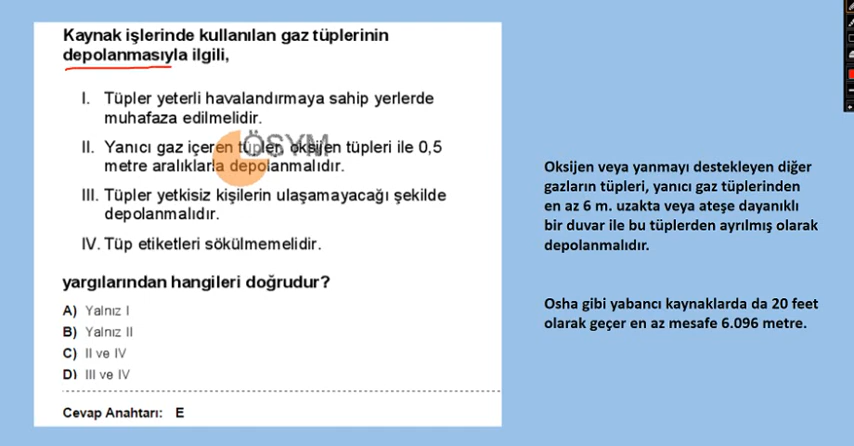 Kaynak işlerinde kullanılan gaz tüplerinin
depolanmasıyla ilgili,
I. Tüpler yeterli havalandırmaya sahip yerlerde
muhafaza edilmelidir.
II. Yanıcı gaz içeren tüpler, oksijen tüpleri ile 0,5
metre aralıklarla depolanmalıdır.
ÖSYM
III. Tüpler yetkisiz kişilerin ulaşamayacağı şekilde
depolanmalıdır.
IV. Tüp etiketleri sökülmemelidir.
yargılarından hangileri doğrudur?
A) Yalnız I
B) Yalnız II
C) II ve IV
D) III ve IV
Cevap Anahtarı: E
Oksijen veya yanmayı destekleyen diğer
gazların tüpleri, yanıcı gaz tüplerinden
en az 6 m. uzakta veya ateşe dayanıklı
bir duvar ile bu tüplerden ayrılmış olarak
depolanmalıdır.
Osha gibi yabancı kaynaklarda da 20 feet
olarak geçer en az mesafe 6.096 metre.